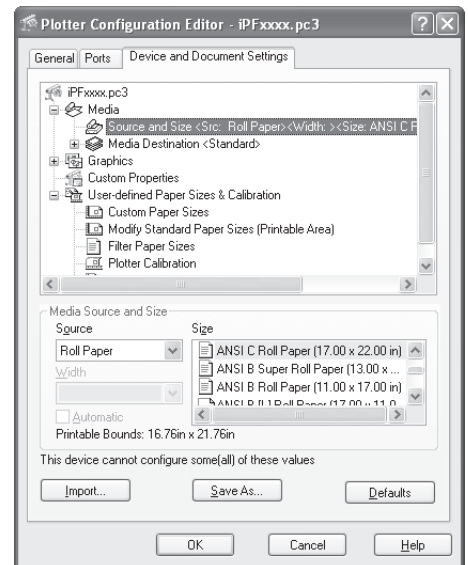 Plotter Configuration Editor - iPFxxxx.pc3
General Ports Device and Document Settings
iPFxxxx.pc3
Media
Source and Size <Src: Roll Paper><Width: ><Size: ANSI C F
Media Destination <Standard>
Graphics
Custom Properties
User-defined Paper Sizes & Calibration
Custom Paper Sizes
Modify Standard Paper Sizes (Printable Area)
Filter Paper Sizes
Plotter Calibration
Media Source and Size
Source Size
Roll Paper
ANSI C Roll Paper (17.00 x 22.00 in)
Width
ANSI B Super Roll Paper (13.00 x ...
ANSI B Roll Paper (11.00 x 17.00 in)
Automatic
Printable Bounds: 16.76in x 21.76in
This device cannot configure some(all) of these values
Import... Save As... Defaults
OK Cancel Help